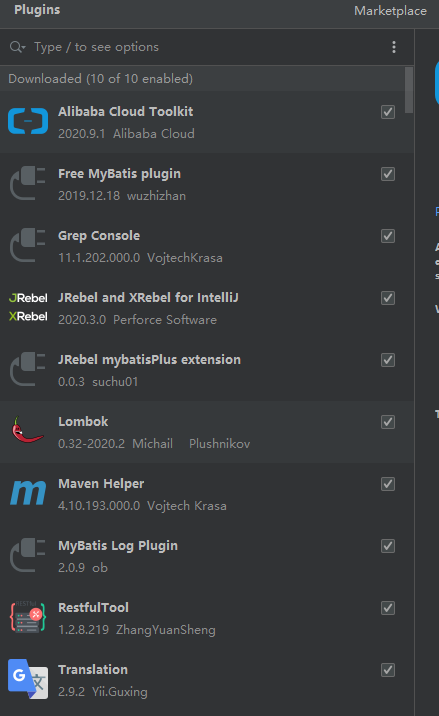 Plugins
Marketplace
Type / to see options
Downloaded (10 of 10 enabled)
Alibaba Cloud Toolkit
2020.9.1 Alibaba Cloud
Free MyBatis plugin
2019.12.18 wuzhizhan
Grep Console
11.1.202.000.0 VojtechKrasa
JRebel
XRebel
JRebel and XRebel for IntelliJ
2020.3.0 Perforce Software
JRebel mybatisPlus extension
0.0.3 suchu01
Lombok
0.32-2020.2 Michail Plushnikov
m
Maven Helper
4.10.193.000.0 Vojtech Krasa
MyBatis Log Plugin
2.0.9 ob
RestfulTool
1.2.8.219 ZhangYuanSheng
G 文
Translation
2.9.2 Yii.Guxing